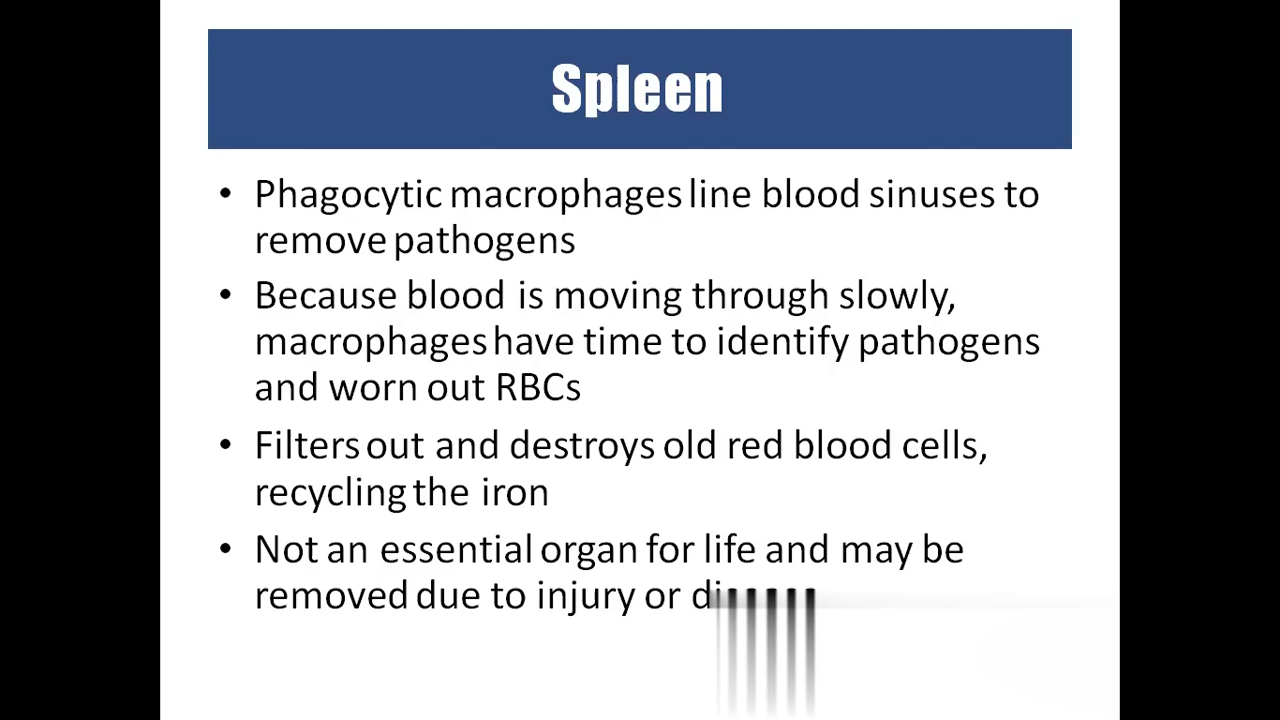 Spleen
• Phagocytic macrophages line blood sinuses to
remove pathogens
• Because blood is moving through slowly,
macrophages have time to identify pathogens
and worn out RBCs
• Filters out and destroys old red blood cells,
recycling the iron
• Not an essential organ for life and may be
removed due to injury or